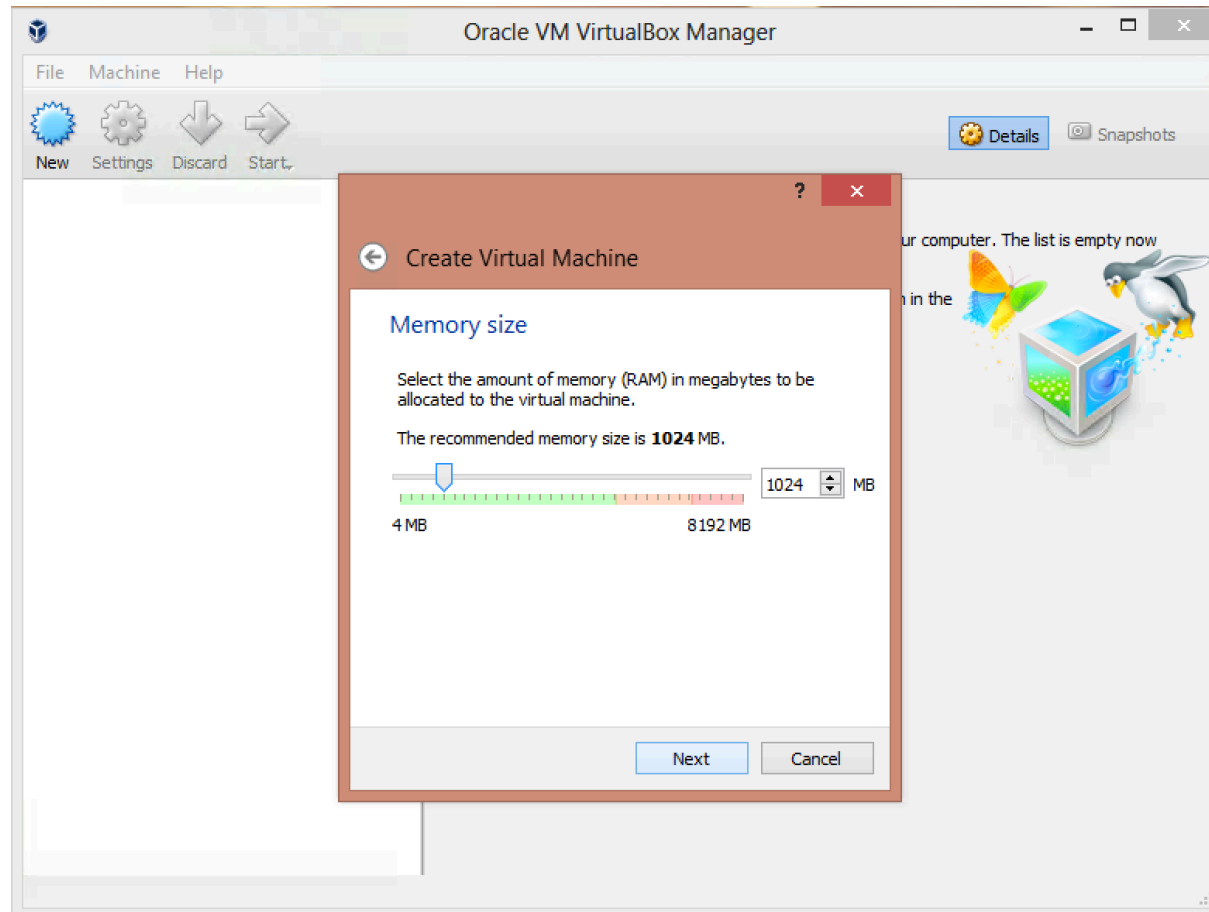 Oracle VM VirtualBox Manager
File Machine Help
New Settings Discard Start
Details Snapshots
ur computer. The list is empty now
in the
?
Create Virtual Machine
Memory size
Select the amount of memory (RAM) in megabytes to be
allocated to the virtual machine.
The recommended memory size is 1024 MB.
1024 MB
4 MB 8192 MB
Next Cancel